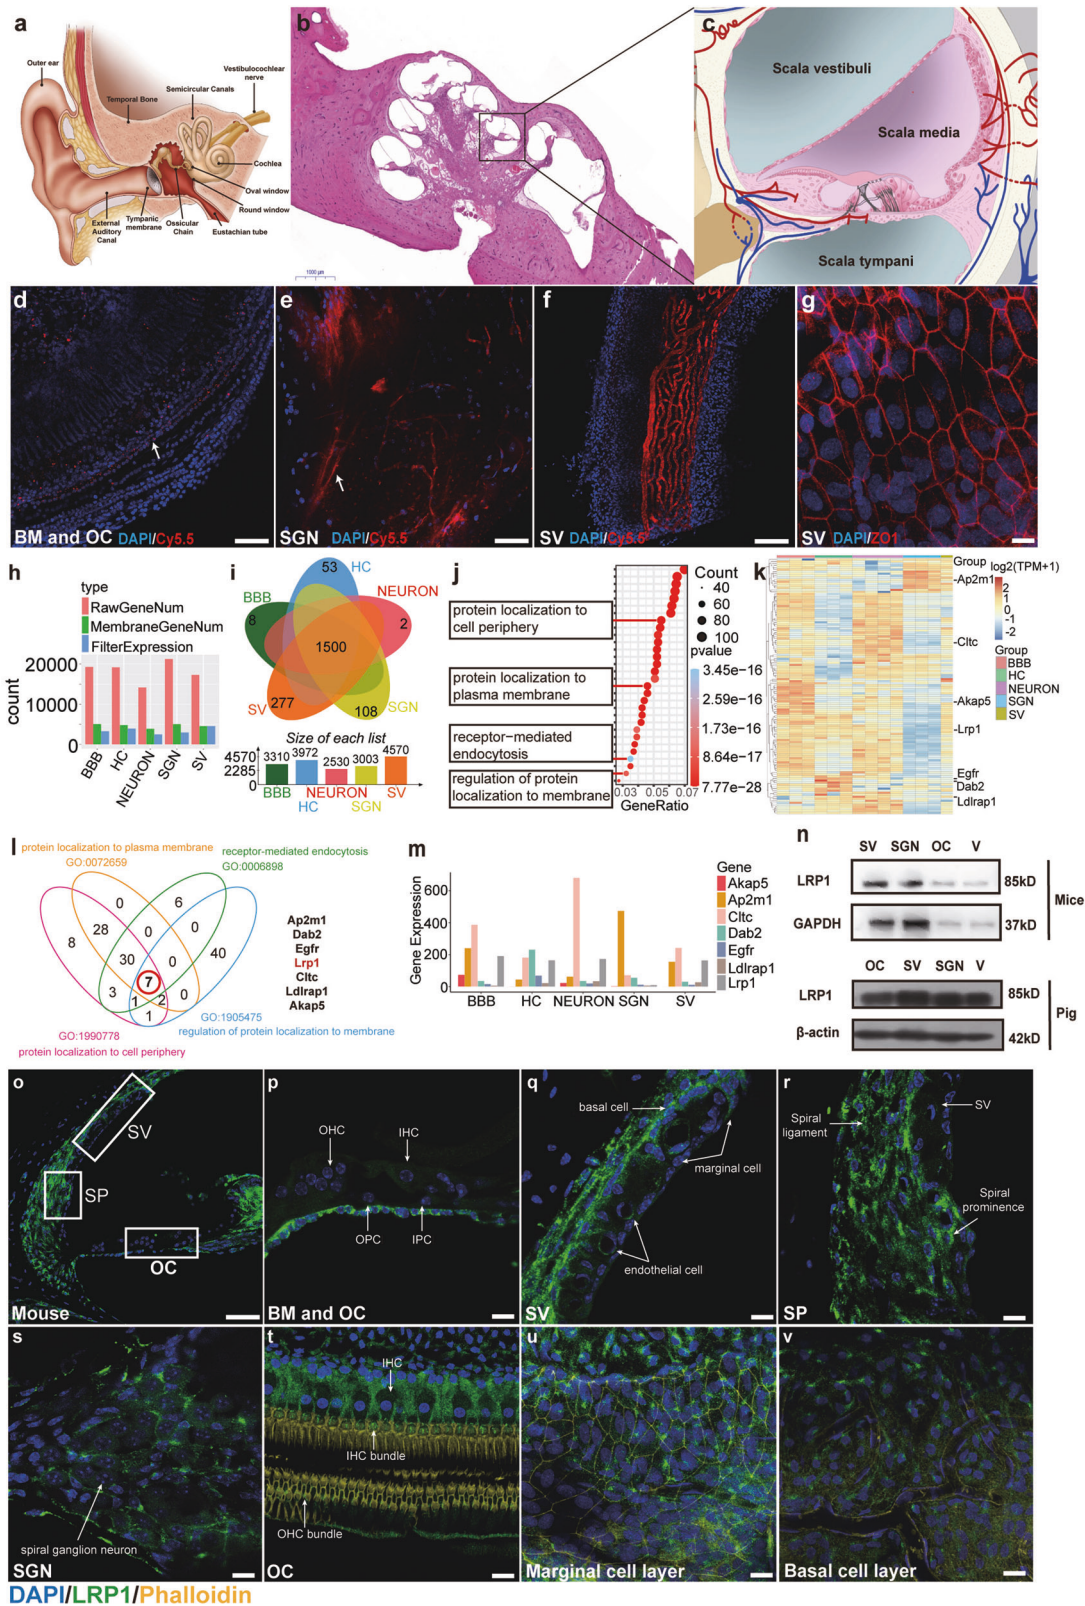 a
Outer ear
Temporal Bone
Semicircular Canals
Vestibulocochlear
nerve
Cochlea
Oval window
Round window
Eustachian tube
Ossicular
Chain
Tympanic
membrane
External
Auditory
Canal
b
1000 μm
c
Scala vestibuli
Scala media
Scala tympani
d
BM and OC DAPI/Cy5.5
e
SGN DAPI/Cy5.5
f
SV DAPI/Cy5.5
g
SV DAPI/ZO1
h
type
RawGeneNum
MembraneGeneNum
FilterExpression
count
20000
10000
0
BBB
HC
NEURON
SGN
SV
i
53
HC
BBB
8
NEURON
2
1500
SV
277
108
SGN
Size of each list
4570
2285
0
3310
3972
2530
3003
4570
BBB
HC
NEURON
SGN
SV
j
protein localization to
cell periphery
protein localization to
plasma membrane
receptor−mediated
endocytosis
regulation of protein
localization to membrane
0.03 0.05 0.07
GeneRatio
Count
40
60
80
100
pvalue
3.45e−16
2.59e−16
1.73e−16
8.64e−17
7.77e−28
k
Group
Ap2m1
Cltc
Akap5
Lrp1
Egfr
Dab2
Ldlrap1
log2(TPM+1)
2
1
0
-1
-2
Group
BBB
HC
NEURON
SGN
SV
l
protein localization to plasma membrane
GO:0072659
receptor-mediated endocytosis
GO:0006898
0
6
28
0
0
8
30
0
40
7
3
1
2
0
1
GO:1990778
protein localization to cell periphery
GO:1905475
regulation of protein localization to membrane
Ap2m1
Dab2
Egfr
Lrp1
Cltc
Ldlrap1
Akap5
m
Gene Expression
600
400
200
0
BBB
HC
NEURON
SGN
SV
Gene
Akap5
Ap2m1
Cltc
Dab2
Egfr
Ldlrap1
Lrp1
n
SV SGN OC V
LRP1 85kD
GAPDH 37kD
Mice
OC SV SGN V
LRP1 85kD
β-actin 42kD
Pig
o
SV
SP
OC
Mouse
p
OHC
IHC
OPC
IPC
BM and OC
q
basal cell
marginal cell
endothelial cell
SV
r
SV
Spiral
ligament
Spiral
prominence
SP
s
spiral ganglion neuron
SGN
t
IHC
IHC bundle
OHC bundle
OC
u
Marginal cell layer
v
Basal cell layer
DAPI/LRP1/Phalloidin